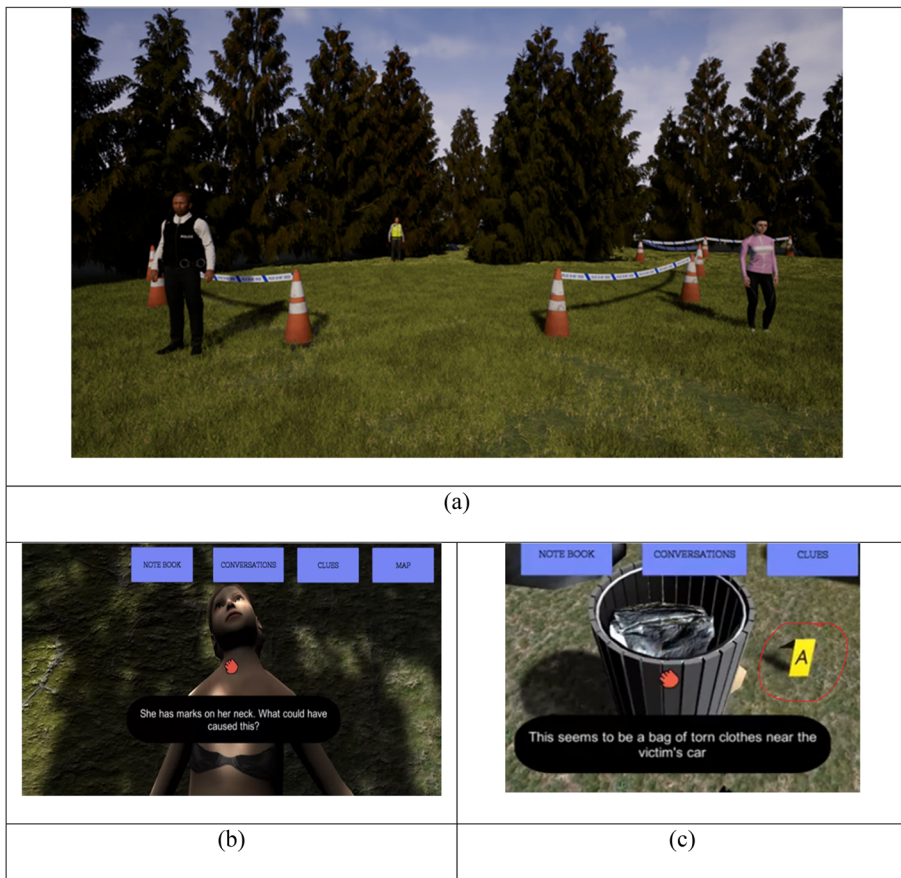 POLICE
(a)
NOTE BOOK
CONVERSATIONS
CLUES
MAP
She has marks on her neck. What could have
caused this?
(b)
NOTE BOOK
CONVERSATIONS
CLUES
A
This seems to be a bag of torn clothes near the
victim's car
(c)